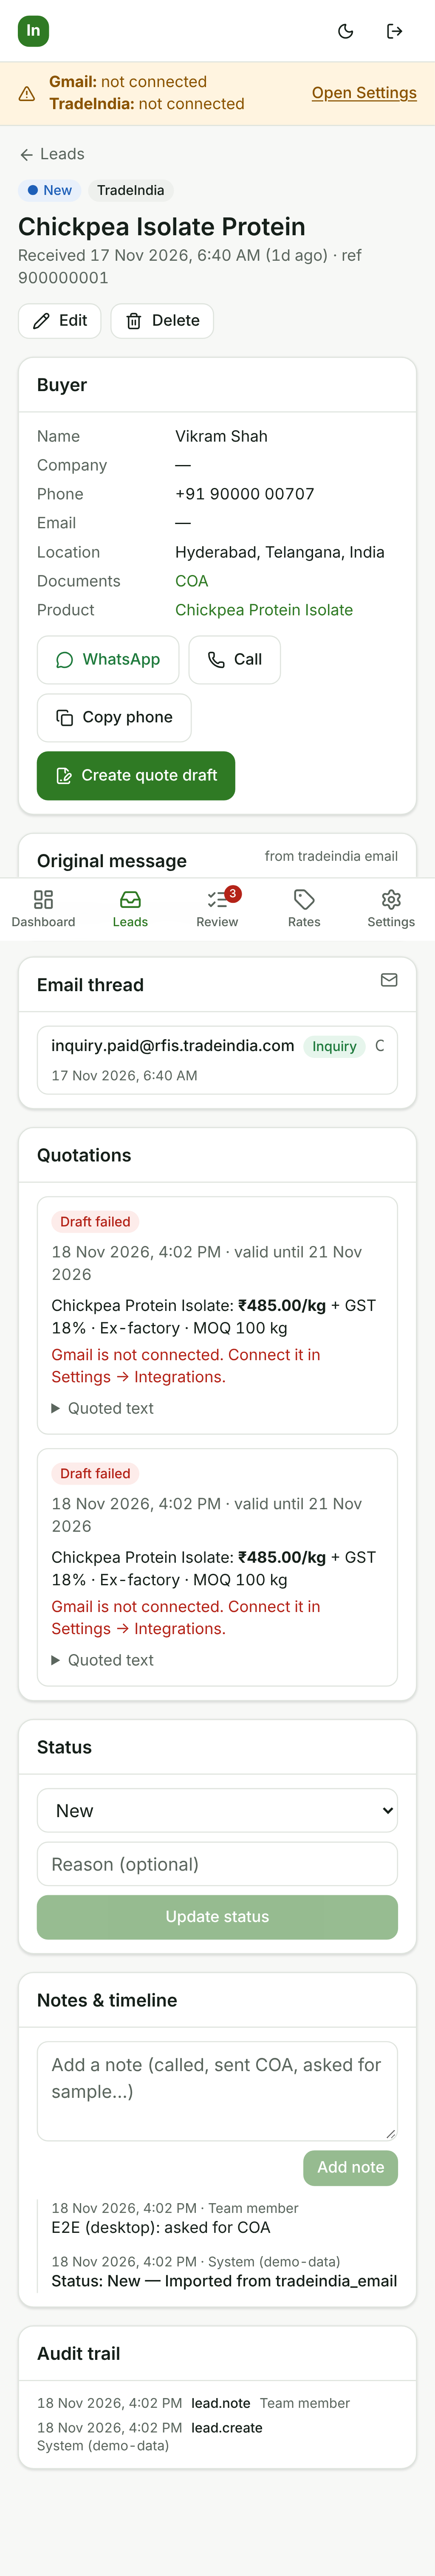 In
Gmail: not connected
TradeIndia: not connected
Open Settings
← Leads
New
TradeIndia
Chickpea Isolate Protein
Received 17 Nov 2026, 6:40 AM (1d ago) · ref
900000001
Edit
Delete
Buyer
Name Vikram Shah
Company —
Phone +91 90000 00707
Email —
Location Hyderabad, Telangana, India
Documents COA
Product Chickpea Protein Isolate
WhatsApp
Call
Copy phone
Create quote draft
Original message from tradeindia email
Dashboard
Leads
Review
3
Rates
Settings
Email thread
inquiry.paid@rfis.tradeindia.com Inquiry C
17 Nov 2026, 6:40 AM
Quotations
Draft failed
18 Nov 2026, 4:02 PM · valid until 21 Nov
2026
Chickpea Protein Isolate: ₹485.00/kg + GST
18% · Ex-factory · MOQ 100 kg
Gmail is not connected. Connect it in
Settings → Integrations.
▶ Quoted text
Draft failed
18 Nov 2026, 4:02 PM · valid until 21 Nov
2026
Chickpea Protein Isolate: ₹485.00/kg + GST
18% · Ex-factory · MOQ 100 kg
Gmail is not connected. Connect it in
Settings → Integrations.
▶ Quoted text
Status
New
Reason (optional)
Update status
Notes & timeline
Add a note (called, sent COA, asked for
sample...)
Add note
18 Nov 2026, 4:02 PM · Team member
E2E (desktop): asked for COA
18 Nov 2026, 4:02 PM · System (demo-data)
Status: New — Imported from tradeindia_email
Audit trail
18 Nov 2026, 4:02 PM lead.note Team member
18 Nov 2026, 4:02 PM lead.create
System (demo-data)